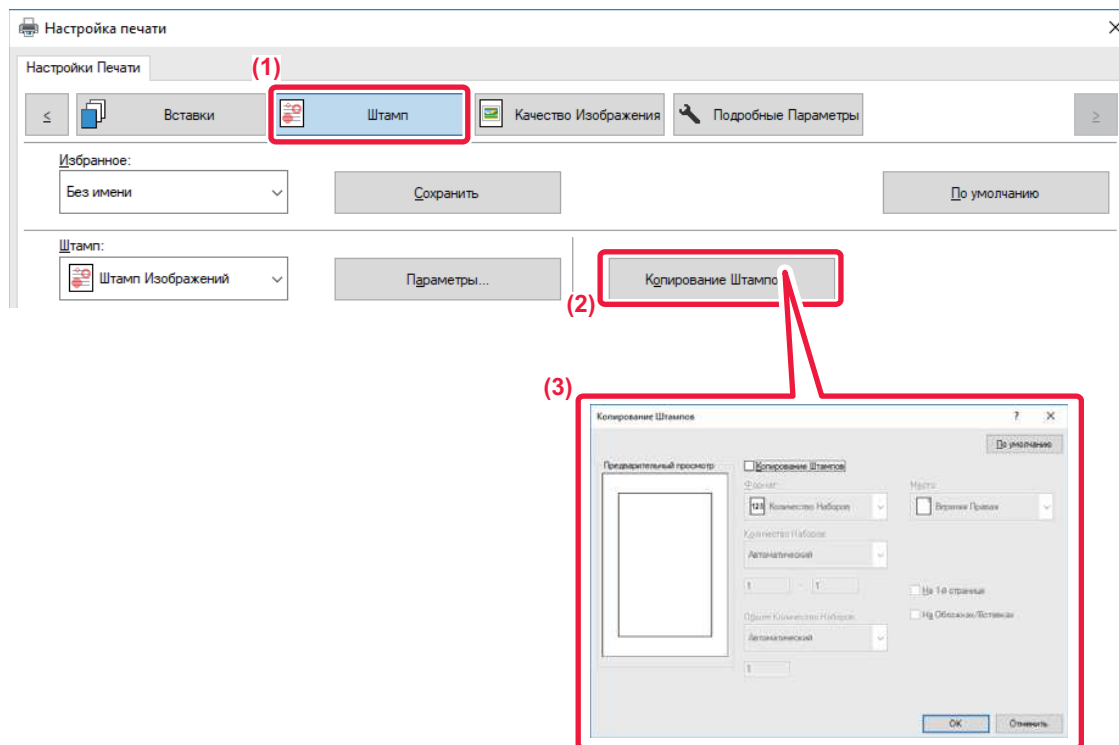 Настройка печати
Настройки Печати
(1)
≤ Вставки Штамп Качество Изображения Подробные Параметры ≥
Избранное:
Без имени Сохранить По умолчанию
Штамп:
Штамп Изображений Параметры... Копирование Штампо
(2)
(3)
Копирование Штампов ? ×
По умолчанию
Предварительный просмотр Копирование Штампов
Формат: Место:
123 Количество Наборов Верхняя Правая
Количество Наборов:
Автоматический
1 - 1 На 1-й странице
Общее Количество Наборов: На Обложках/Вставках
Автоматический
1
OK Отменить